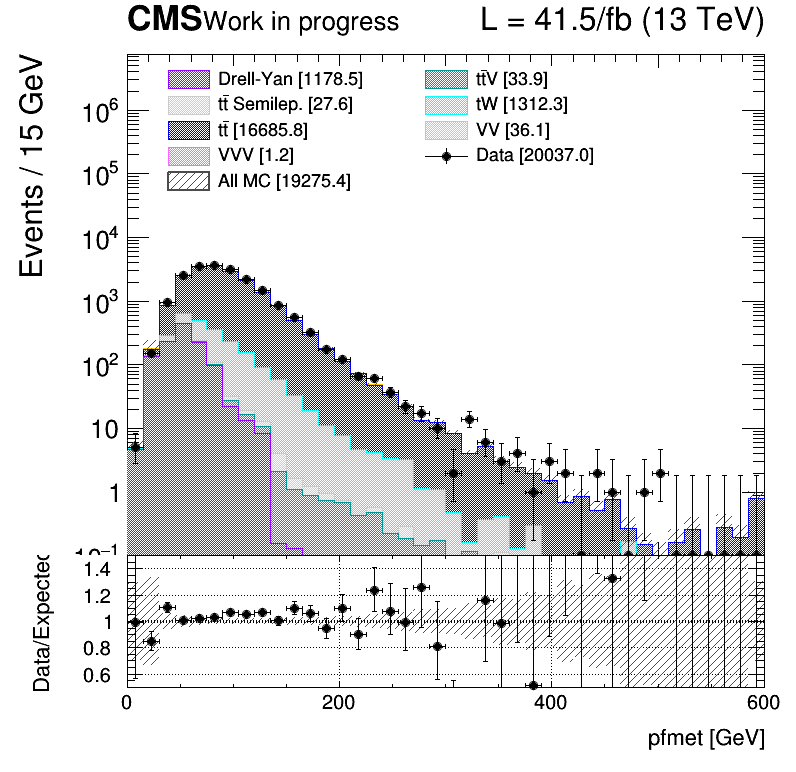 CMS Work in progress L = 41.5/fb (13 TeV)
Events / 15 GeV
Drell-Yan [1178.5]
tt̄ Semilep. [27.6]
tt̄ [16685.8]
VVV [1.2]
All MC [19275.4]
tt̄V [33.9]
tW [1312.3]
VV [36.1]
Data [20037.0]
10⁶
10⁵
10⁴
10³
10²
10
1
10⁻¹
Data/Expected
1.4
1.2
1
0.8
0.6
0 200 400 600
pfmet [GeV]